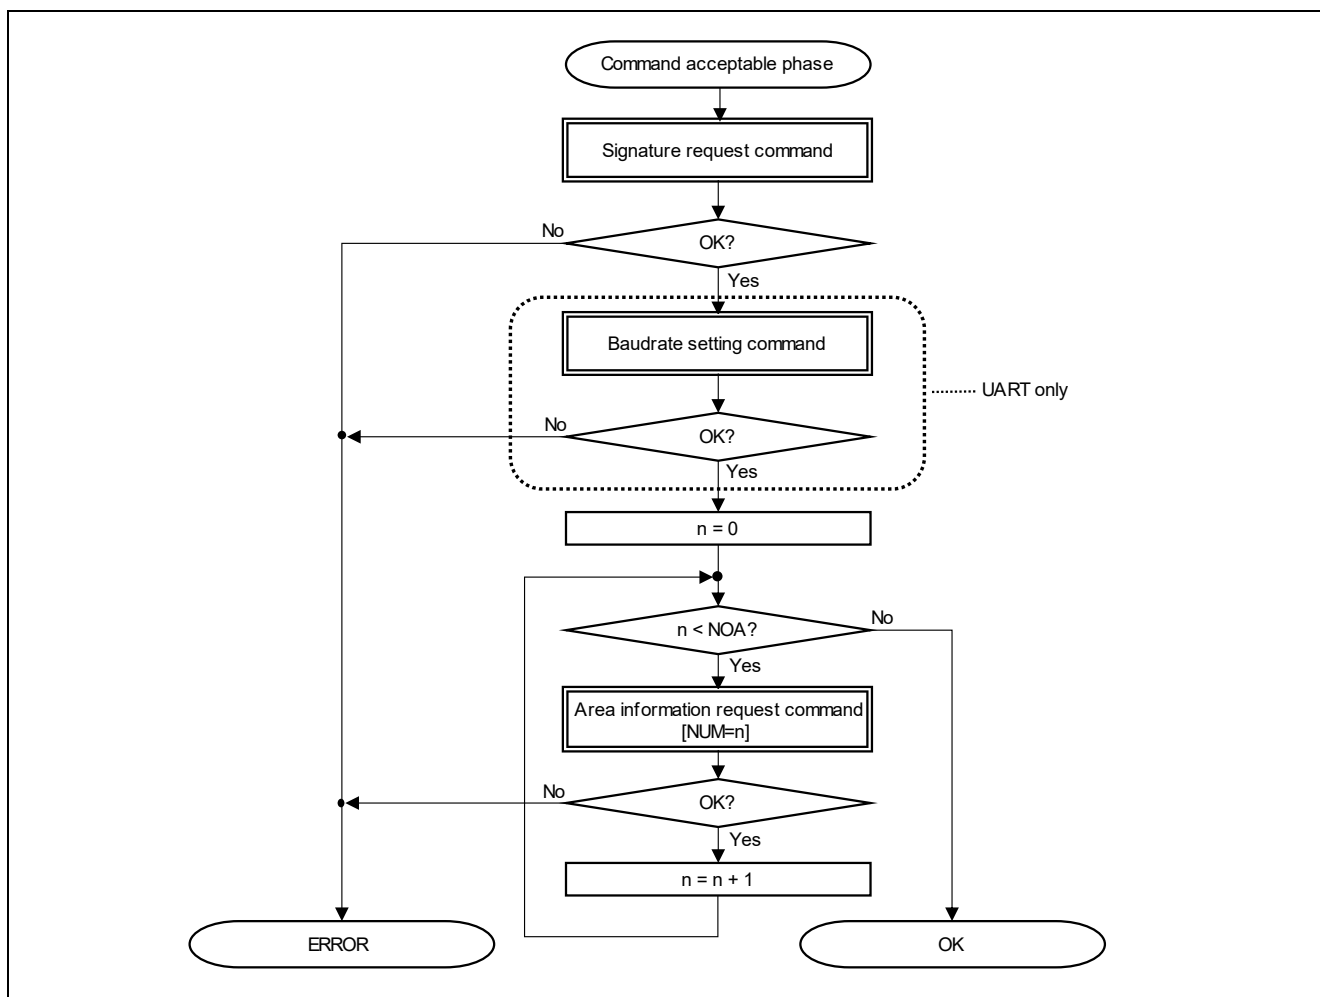 Command acceptable phase
Signature request command
No
OK?
Yes
Baudrate setting command
UART only
No
OK?
Yes
n = 0
n < NOA?
No
Yes
Area information request command
[NUM=n]
No
OK?
Yes
n = n + 1
ERROR
OK